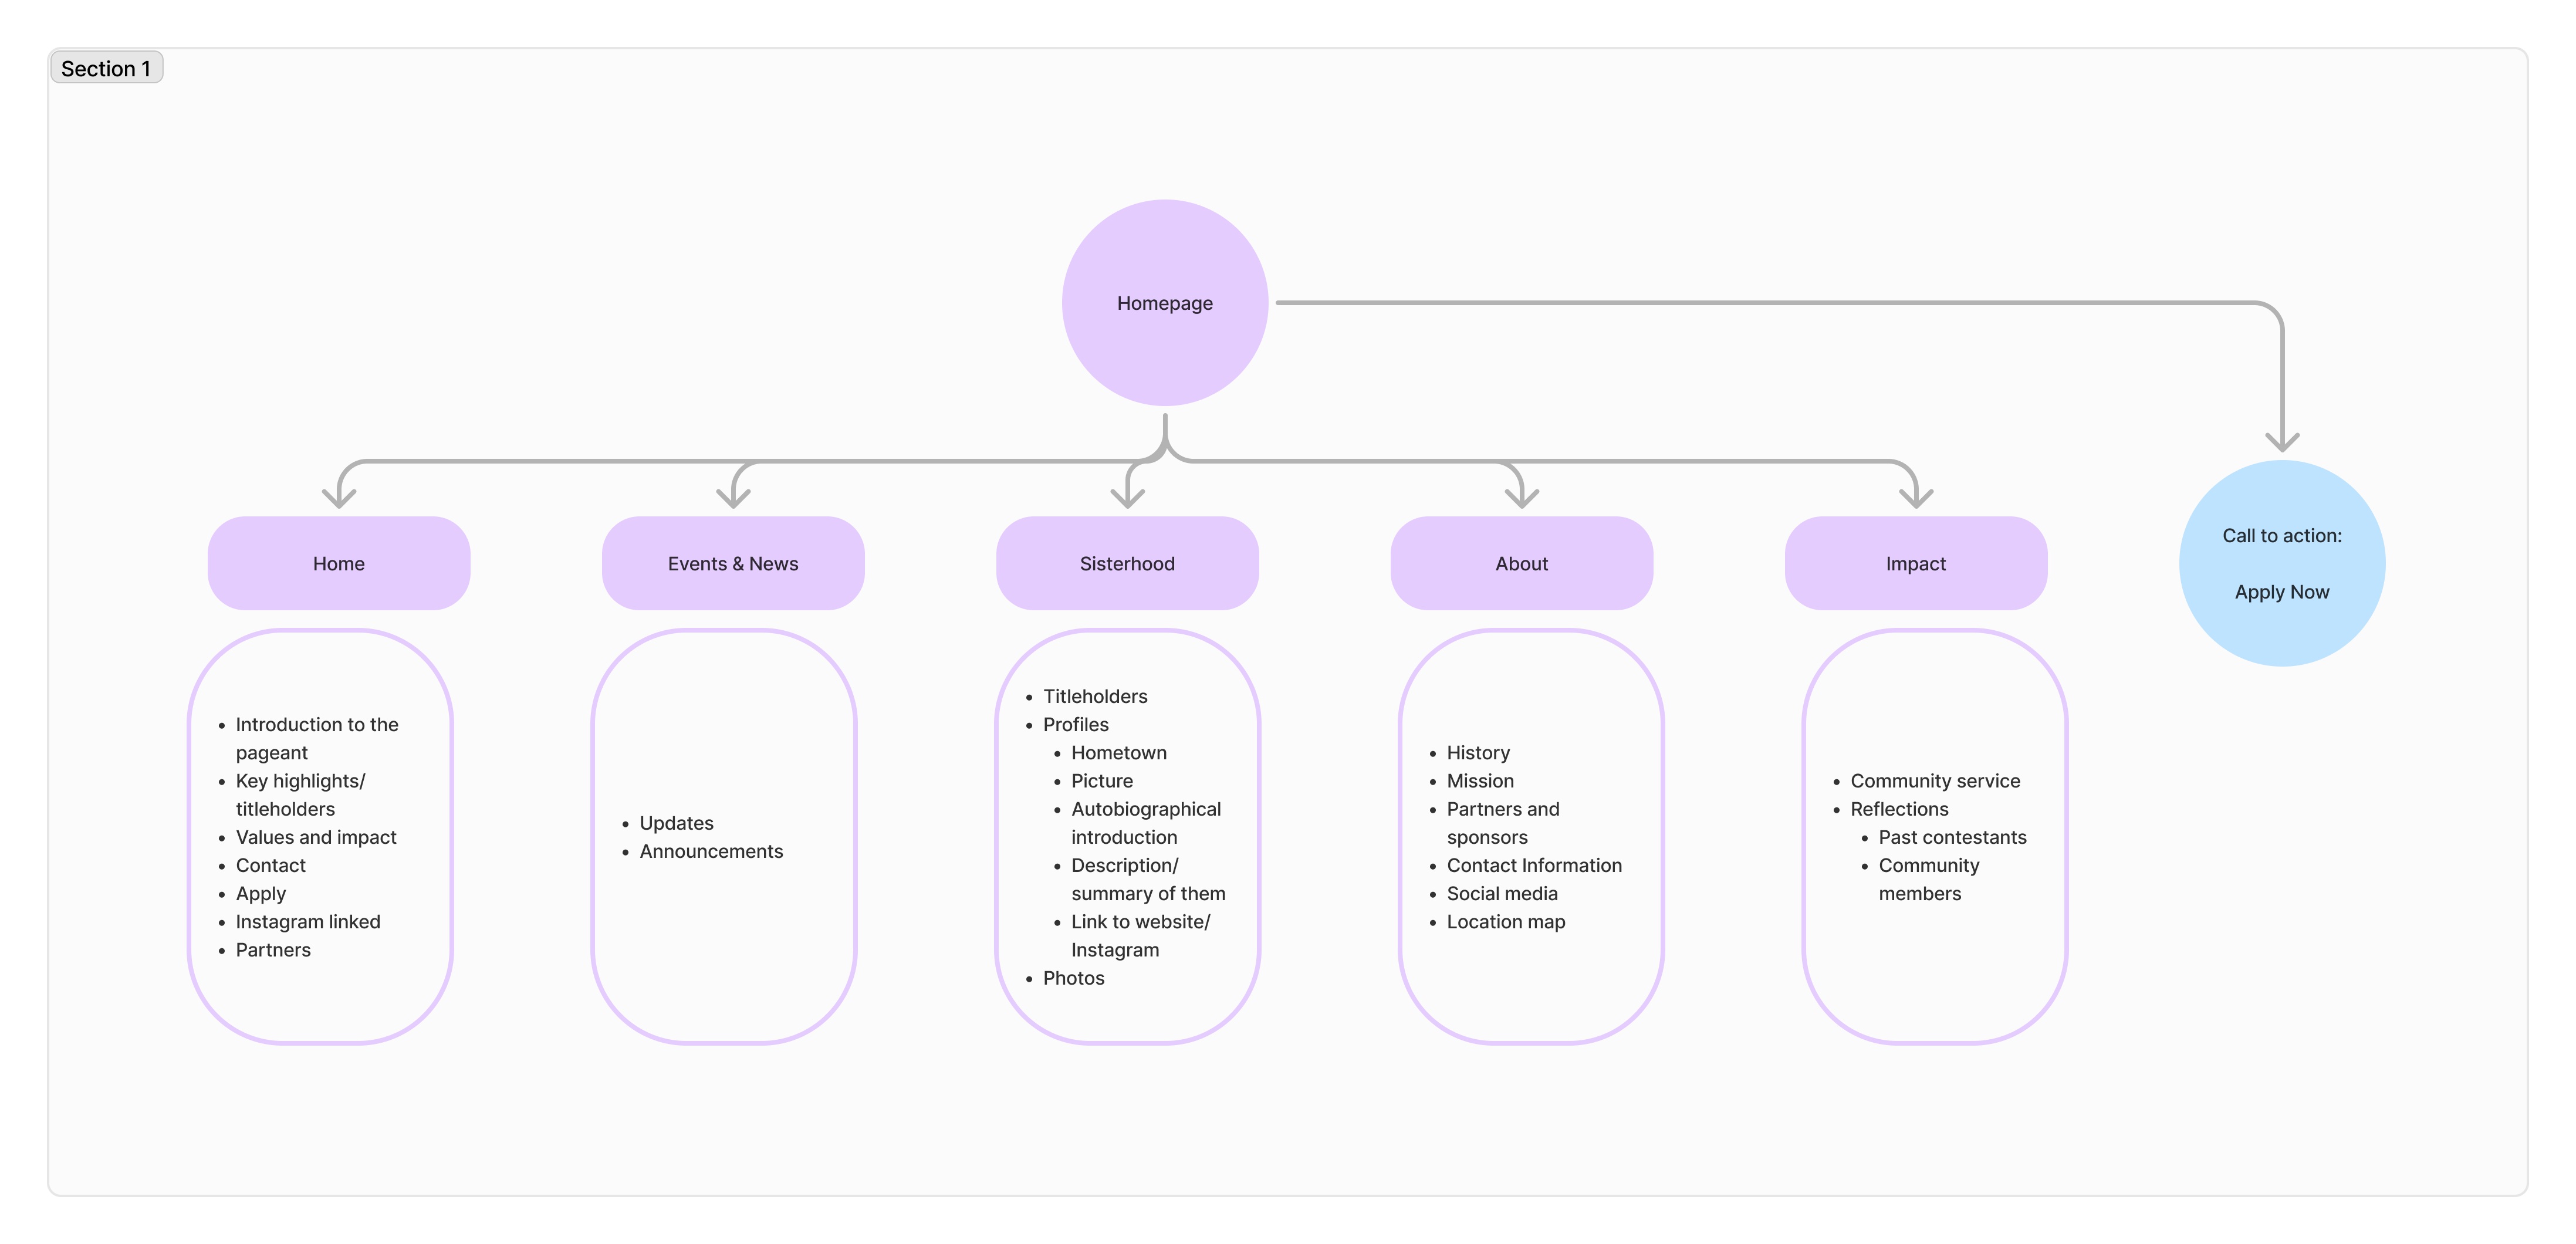 Section 1
Homepage
Home
Events & News
Sisterhood
About
Impact
Call to action:
Apply Now
• Introduction to the
pageant
• Key highlights/
titleholders
• Values and impact
• Contact
• Apply
• Instagram linked
• Partners
• Updates
• Announcements
• Titleholders
• Profiles
• Hometown
• Picture
• Autobiographical
introduction
• Description/
summary of them
• Link to website/
Instagram
• Photos
• History
• Mission
• Partners and
sponsors
• Contact Information
• Social media
• Location map
• Community service
• Reflections
• Past contestants
• Community
members